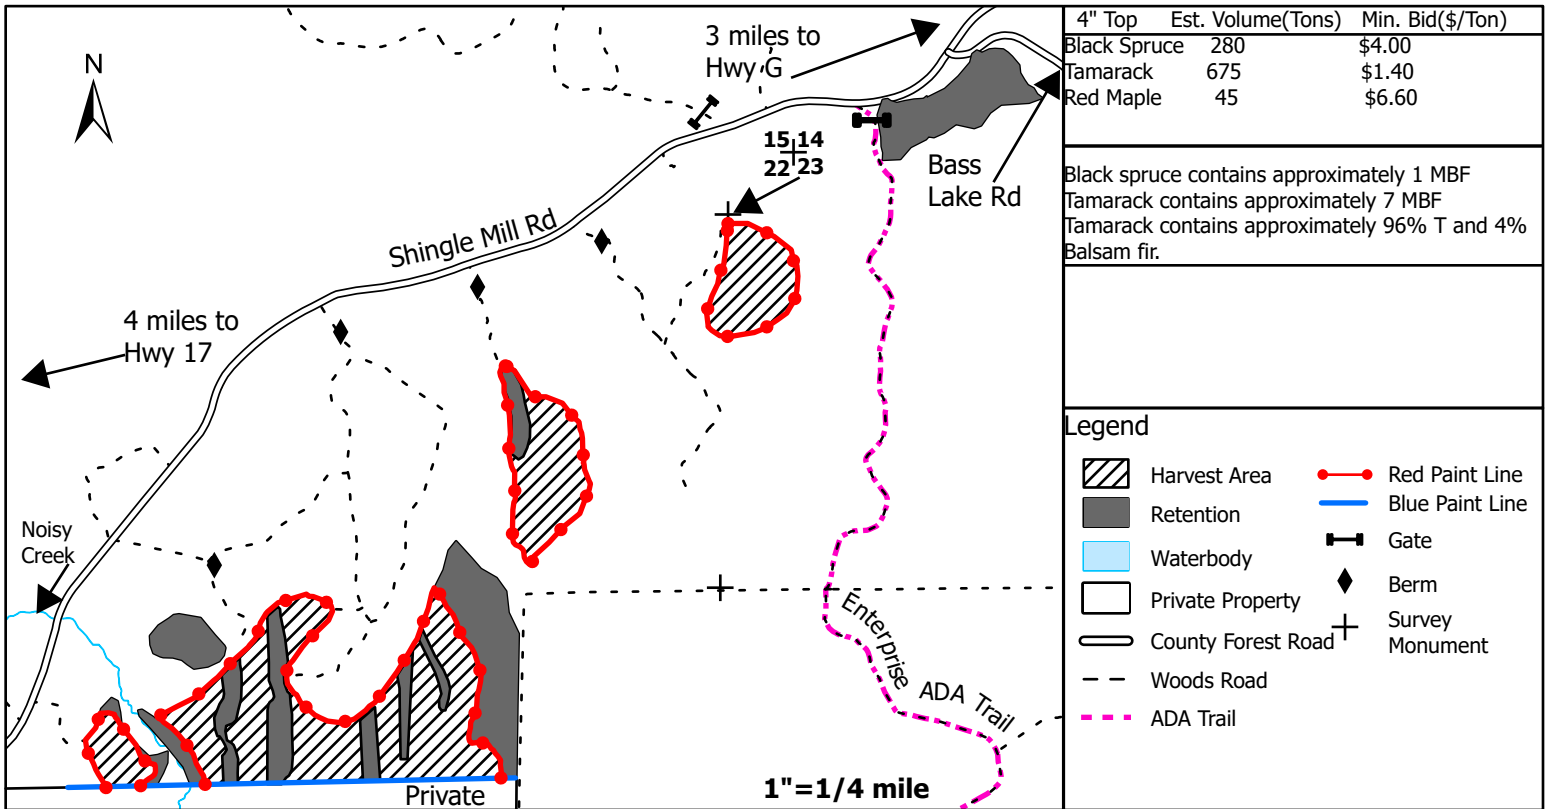 3 miles to
Hwy G
N
15 14
22 23
Bass
Lake Rd
Shingle Mill Rd
4 miles to
Hwy 17
Noisy
Creek
Enterprise
ADA Trail
1"=1/4 mile
Private
4" Top Est. Volume(Tons) Min. Bid($/Ton)
Black Spruce 280 $4.00
Tamarack 675 $1.40
Red Maple 45 $6.60
Black spruce contains approximately 1 MBF
Tamarack contains approximately 7 MBF
Tamarack contains approximately 96% T and 4%
Balsam fir.
Legend
Harvest Area
Retention
Waterbody
Private Property
County Forest Road
Woods Road
ADA Trail
Red Paint Line
Blue Paint Line
Gate
Berm
Survey
Monument